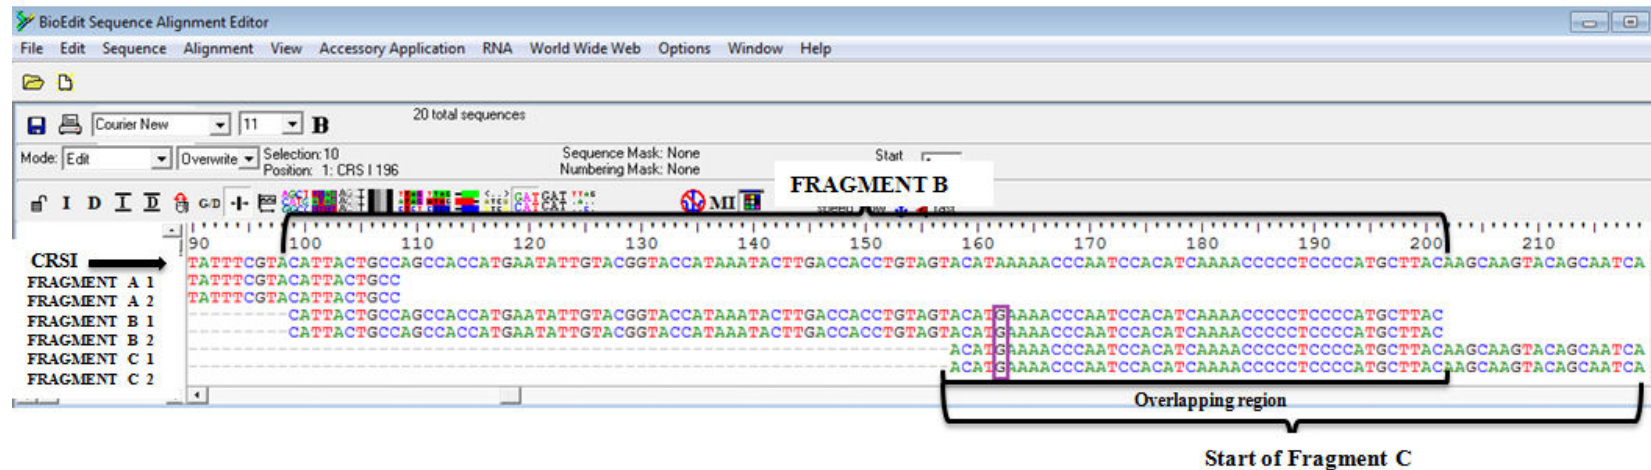 BioEdit Sequence Alignment Editor
File Edit Sequence Alignment View Accessory Application RNA World Wide Web Options Window Help
Courier New 11 B 20 total sequences
Mode: Edit Overwrite Selection: 10 Sequence Mask: None Start
Position: 1: CRS I 196 Numbering Mask: None
FRAGMENT B
I D I D G/D MI
90 100 110 120 130 140 150 160 170 180 190 200 210
CRSI TATTTCGTACATTACTGCCAGCCACCATGAATATTGTACGGTACCATAAATACTTGACCACCTGTAGTACATAAAAACCCAATCCACATCAAAACCCCCTCCCCATGCTTACAAGCAAGTACAGCAATCA
FRAGMENT A 1 TATTTCGTACATTACTGCC
FRAGMENT A 2 TATTTCGTACATTACTGCC
FRAGMENT B 1 CATTACTGCCAGCCACCATGAATATTGTACGGTACCATAAATACTTGACCACCTGTAGTACATGAAAACCCAATCCACATCAAAACCCCCTCCCCATGCTTAC
FRAGMENT B 2 CATTACTGCCAGCCACCATGAATATTGTACGGTACCATAAATACTTGACCACCTGTAGTACATGAAAACCCAATCCACATCAAAACCCCCTCCCCATGCTTAC
FRAGMENT C 1 ACATGAAAACCCAATCCACATCAAAACCCCCTCCCCATGCTTACAAGCAAGTACAGCAATCA
FRAGMENT C 2 ACATGAAAACCCAATCCACATCAAAACCCCCTCCCCATGCTTACAAGCAAGTACAGCAATCA
Overlapping region
Start of Fragment C